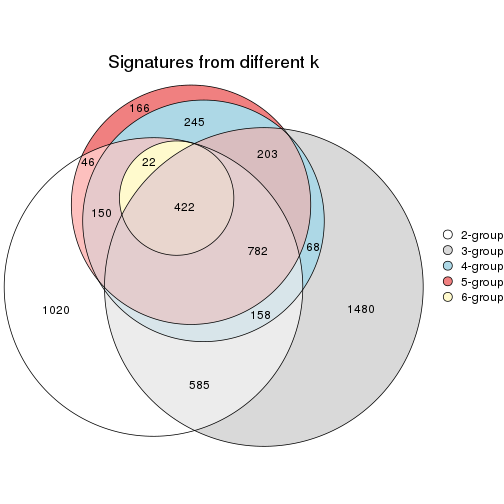 Signatures from different k
166
245
46
22
203
150
422
782
68
1020
158
1480
585
2-group
3-group
4-group
5-group
6-group